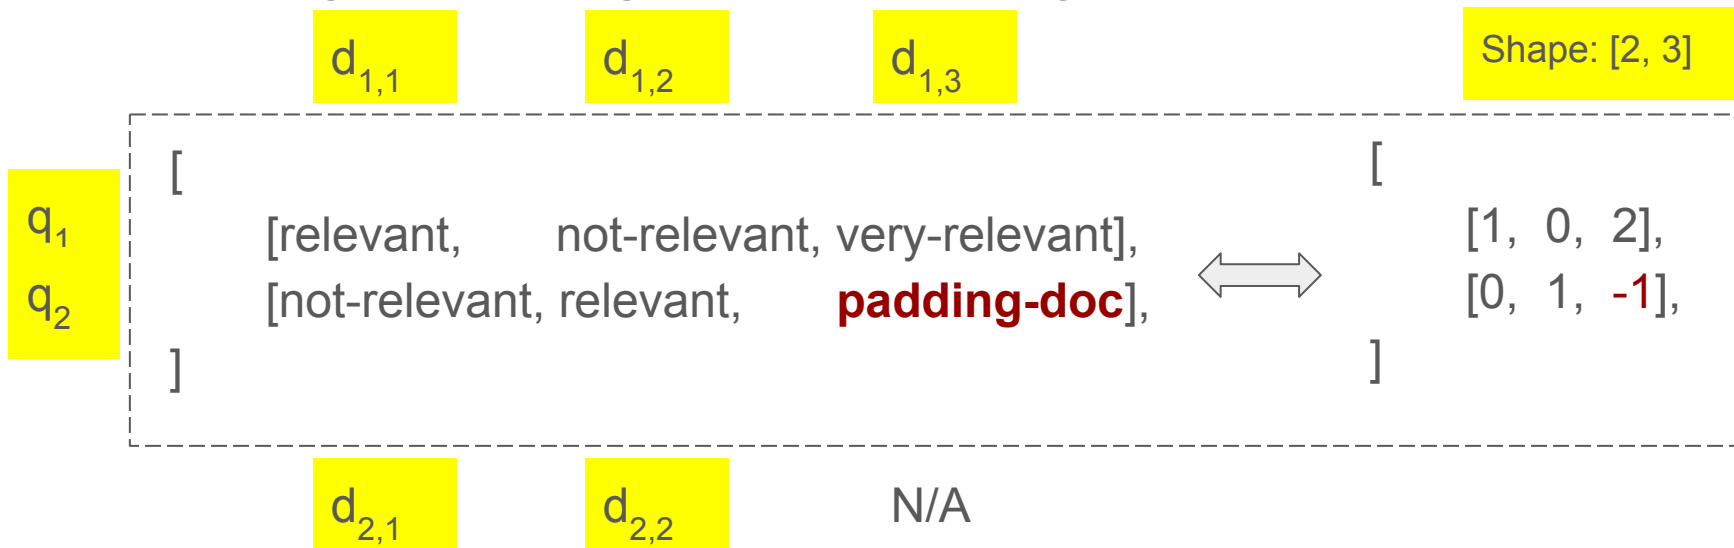 d1,1 d1,2 d1,3 Shape: [2, 3]
[ [
q1 [relevant, not-relevant, very-relevant], [1, 0, 2],
q2 [not-relevant, relevant, padding-doc], [0, 1, -1],
] ]
d2,1 d2,2 N/A